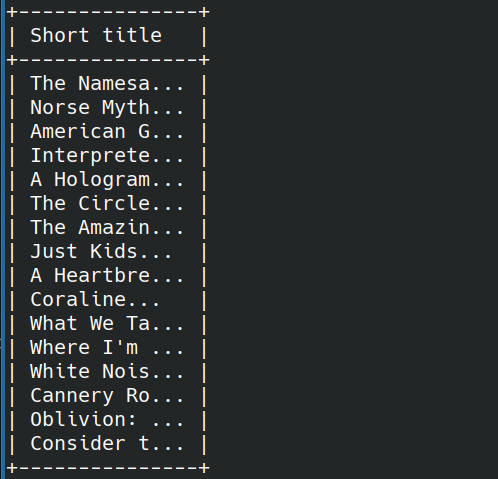 +---------------+
| Short title   |
+---------------+
| The Namesa... |
| Norse Myth... |
| American G... |
| Interprete... |
| A Hologram... |
| The Circle... |
| The Amazin... |
| Just Kids...  |
| A Heartbre... |
| Coraline...   |
| What We Ta... |
| Where I'm ... |
| White Nois... |
| Cannery Ro... |
| Oblivion: ... |
| Consider t... |
+---------------+